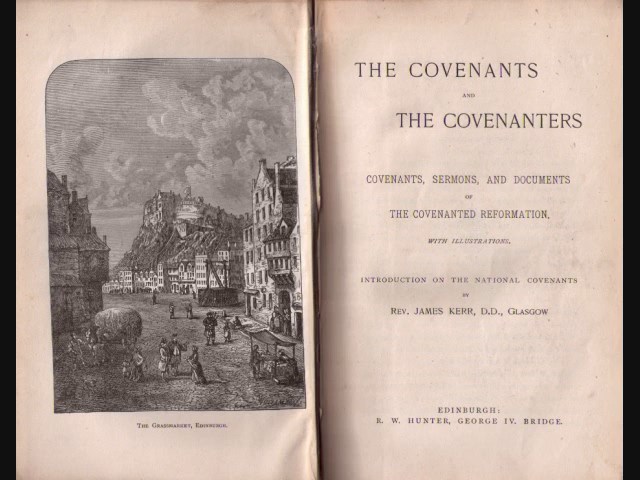 The Grassmarket, Edinburgh.
THE COVENANTS
AND
THE COVENANTERS
COVENANTS, SERMONS, AND DOCUMENTS
OF
THE COVENANTED REFORMATION.
WITH ILLUSTRATIONS.
INTRODUCTION ON THE NATIONAL COVENANTS
BY
Rev. JAMES KERR, D.D., Glasgow
EDINBURGH:
R. W. HUNTER, GEORGE IV. BRIDGE.